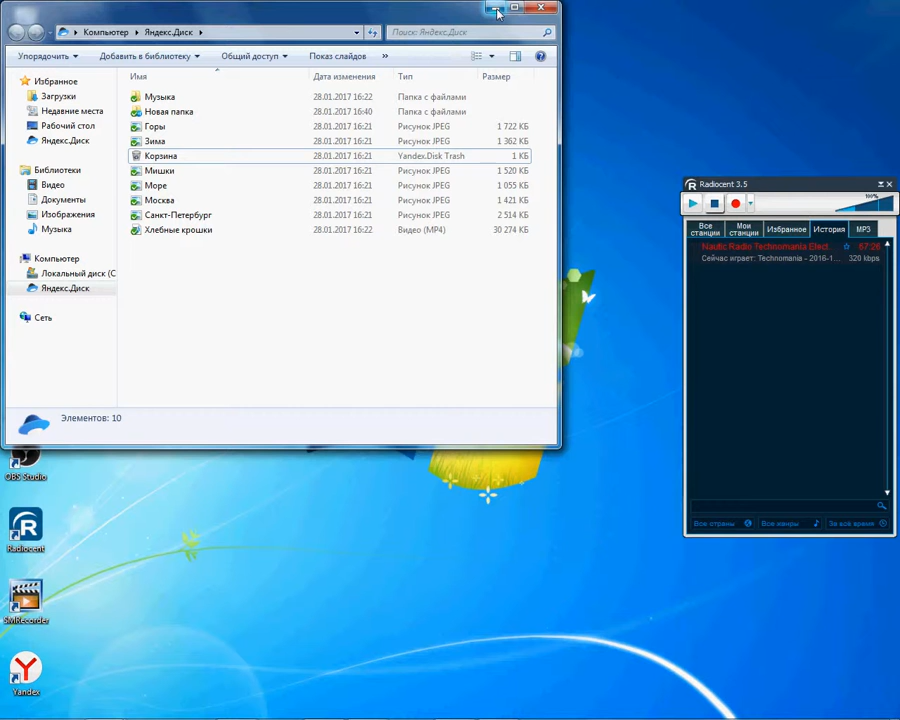 Компьютер ▸ Яндекс.Диск ▸
Поиск: Яндекс.Диск
Упорядочить Добавить в библиотеку Общий доступ Показ слайдов »
Имя Дата изменения Тип Размер
Избранное
Загрузки
Недавние места
Рабочий стол
Яндекс.Диск
Библиотеки
Видео
Документы
Изображения
Музыка
Компьютер
Локальный диск (C
Яндекс.Диск
Сеть
Музыка 28.01.2017 16:22 Папка с файлами
Новая папка 28.01.2017 16:40 Папка с файлами
Горы 28.01.2017 16:21 Рисунок JPEG 1 722 КБ
Зима 28.01.2017 16:21 Рисунок JPEG 1 362 КБ
Корзина 28.01.2017 16:21 Yandex.Disk Trash 1 КБ
Мишки 28.01.2017 16:21 Рисунок JPEG 1 520 КБ
Море 28.01.2017 16:21 Рисунок JPEG 1 055 КБ
Москва 28.01.2017 16:21 Рисунок JPEG 1 421 КБ
Санкт-Петербург 28.01.2017 16:21 Рисунок JPEG 2 514 КБ
Хлебные крошки 28.01.2017 16:22 Видео (MP4) 30 274 КБ
Элементов: 10
OBS Studio
Radiocent
SMRecorder
Yandex
Radiocent 3.5
100%
Все станции
Мои станции
Избранное
История
MP3
Nautic Radio Technomania Elect... 57:26
Сейчас играет: Technomania - 2016-1... 320 kbps
Все страны Все жанры За всё время